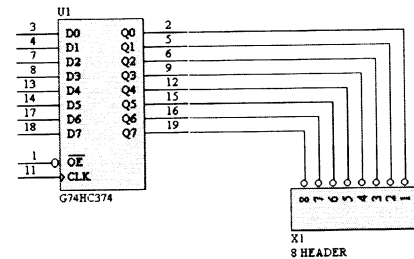 U1
3 D0 Q0 2
4 D1 Q1 5
7 D2 Q2 6
8 D3 Q3 9
13 D4 Q4 12
14 D5 Q5 15
17 D6 Q6 16
18 D7 Q7 19
1 OE
11 CLK
G74HC374
8 7 6 5 4 3 2 1
X1
8 HEADER